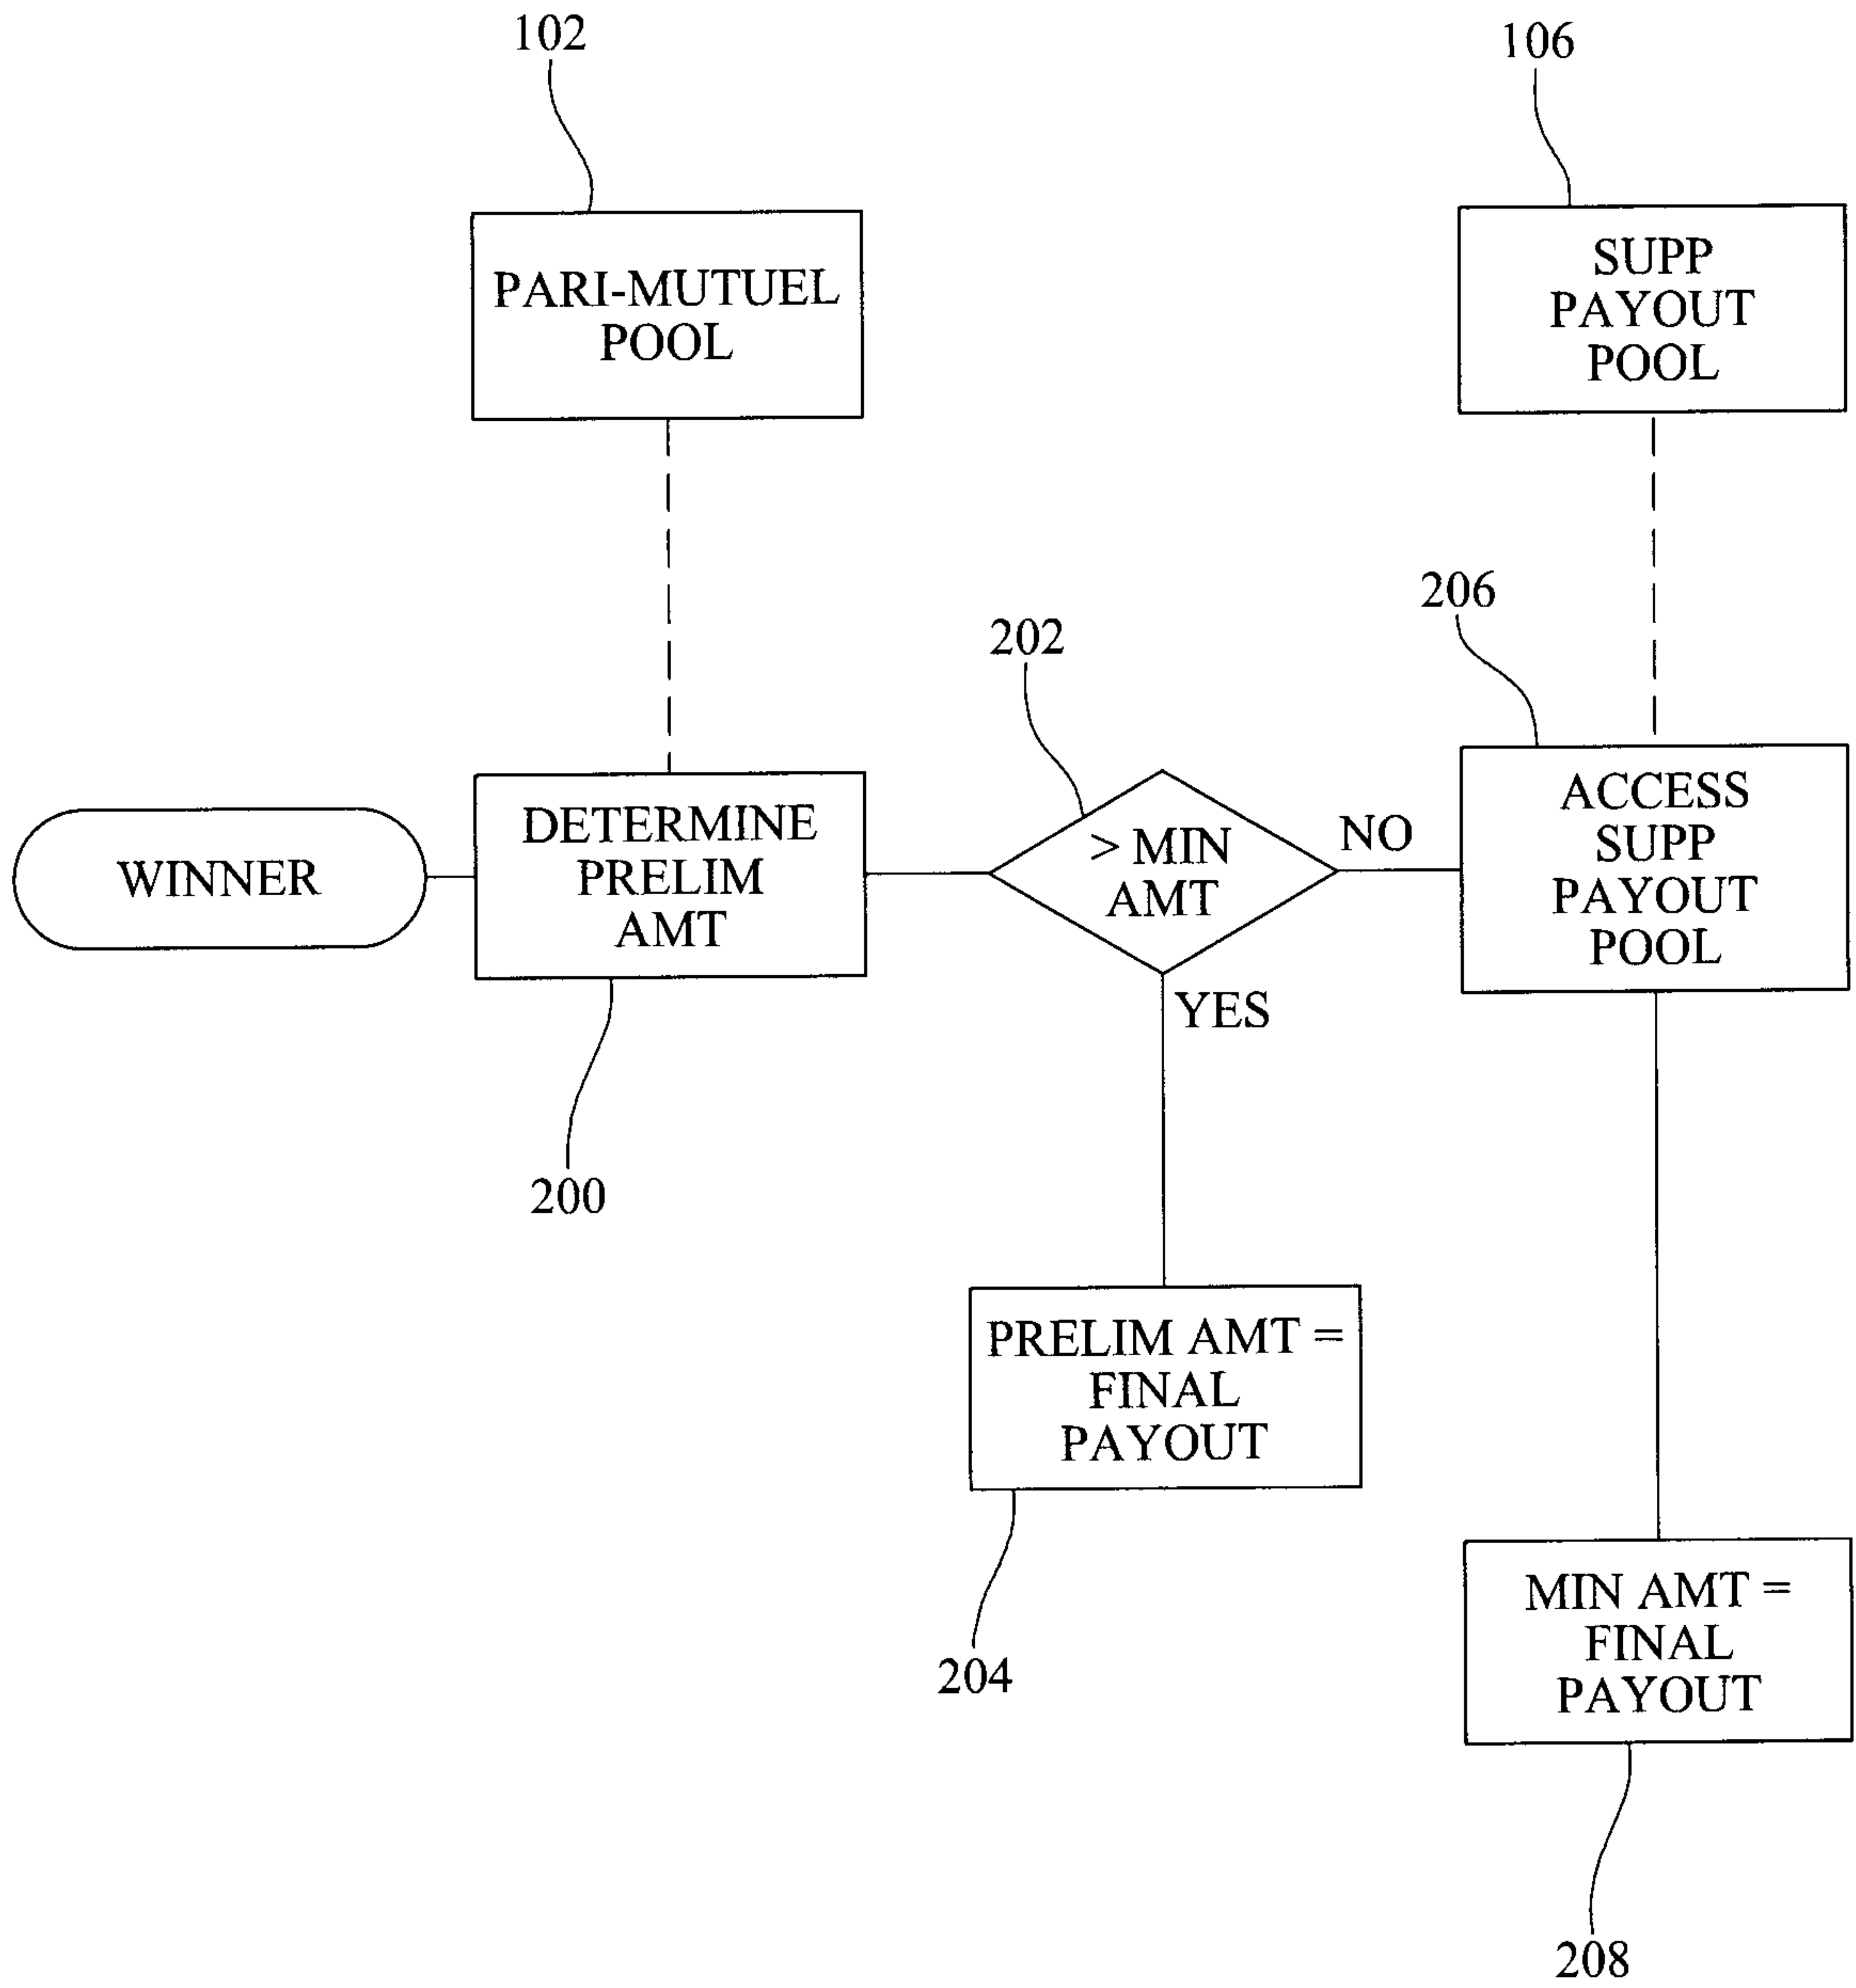 102
106
PARI-MUTUEL
POOL
SUPP
PAYOUT
POOL
206
202
WINNER
DETERMINE
PRELIM
AMT
> MIN
AMT
NO
ACCESS
SUPP
PAYOUT
POOL
YES
200
PRELIM AMT =
FINAL
PAYOUT
204
MIN AMT =
FINAL
PAYOUT
208